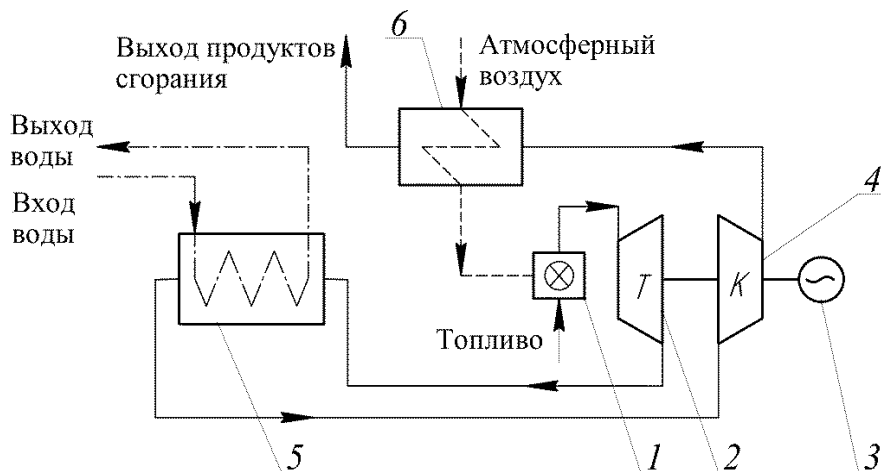 6
Выход продуктов
сгорания
Атмосферный
воздух
Выход
воды
Вход
воды
4
T
K
Топливо
5
1
2
3